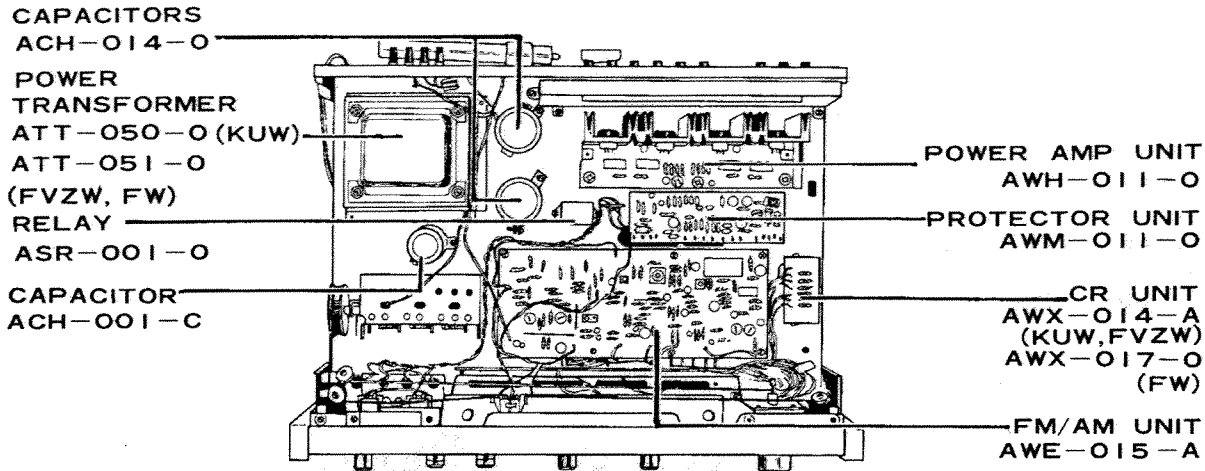 CAPACITORS
ACH-014-0
POWER
TRANSFORMER
ATT-050-0 (KUW)
ATT-051-0
(FVZW, FW)
RELAY
ASR-001-0
CAPACITOR
ACH-001-C
POWER AMP UNIT
AWH-011-0
PROTECTOR UNIT
AWM-011-0
CR UNIT
AWX-014-A
(KUW,FVZW)
AWX-017-0
(FW)
FM/AM UNIT
AWE-015-A